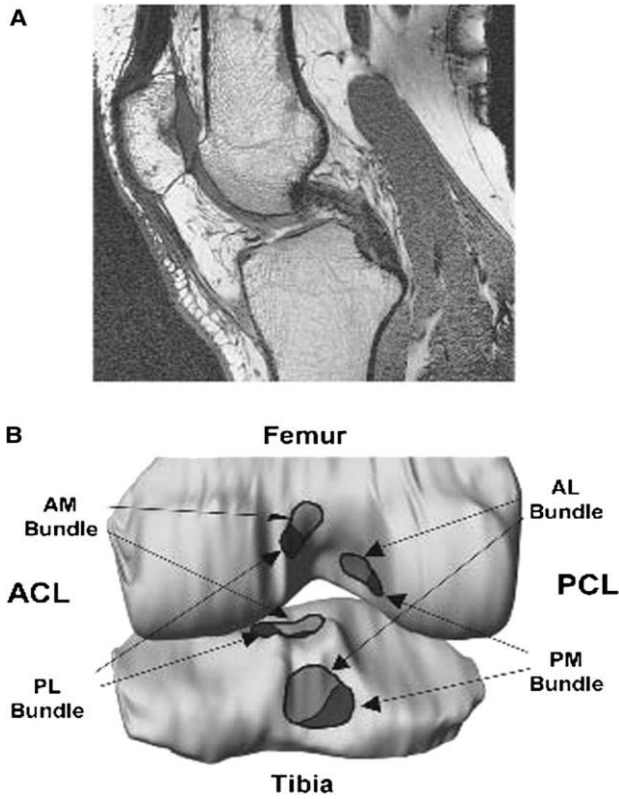 A
B
Femur
AM
Bundle
AL
Bundle
ACL
PCL
PL
Bundle
PM
Bundle
Tibia